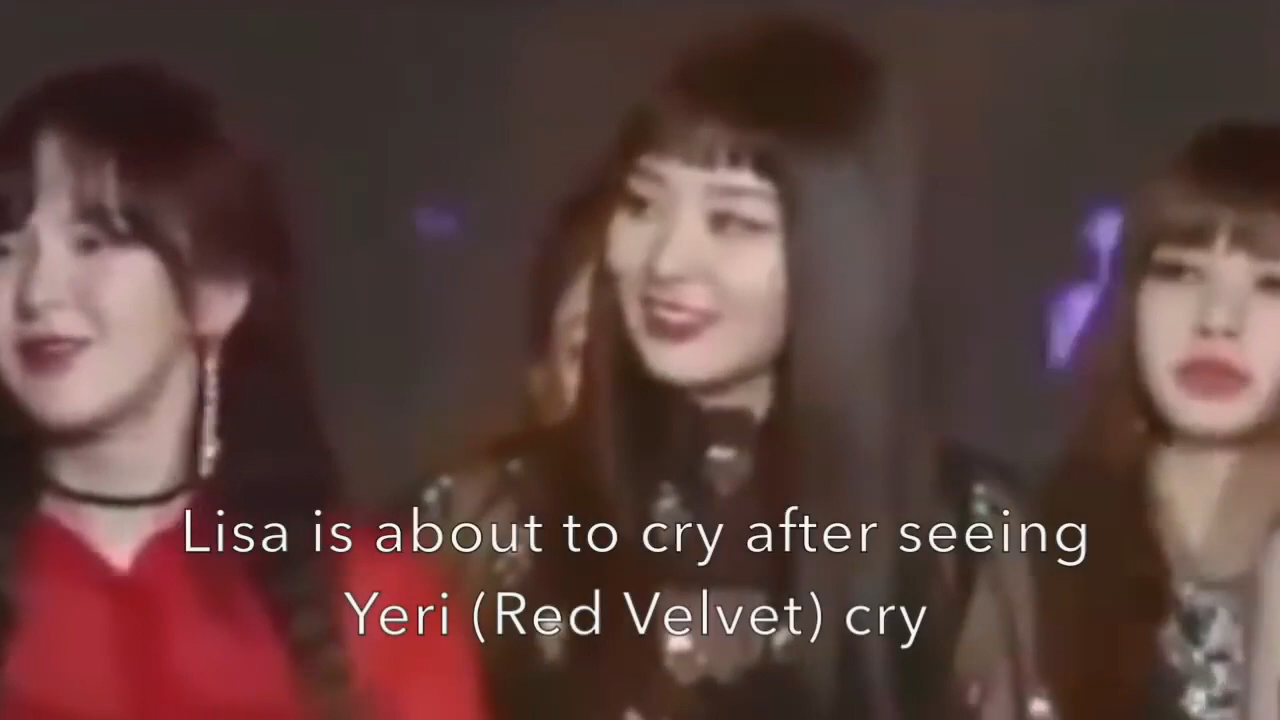 Lisa is about to cry after seeing
Yeri (Red Velvet) cry